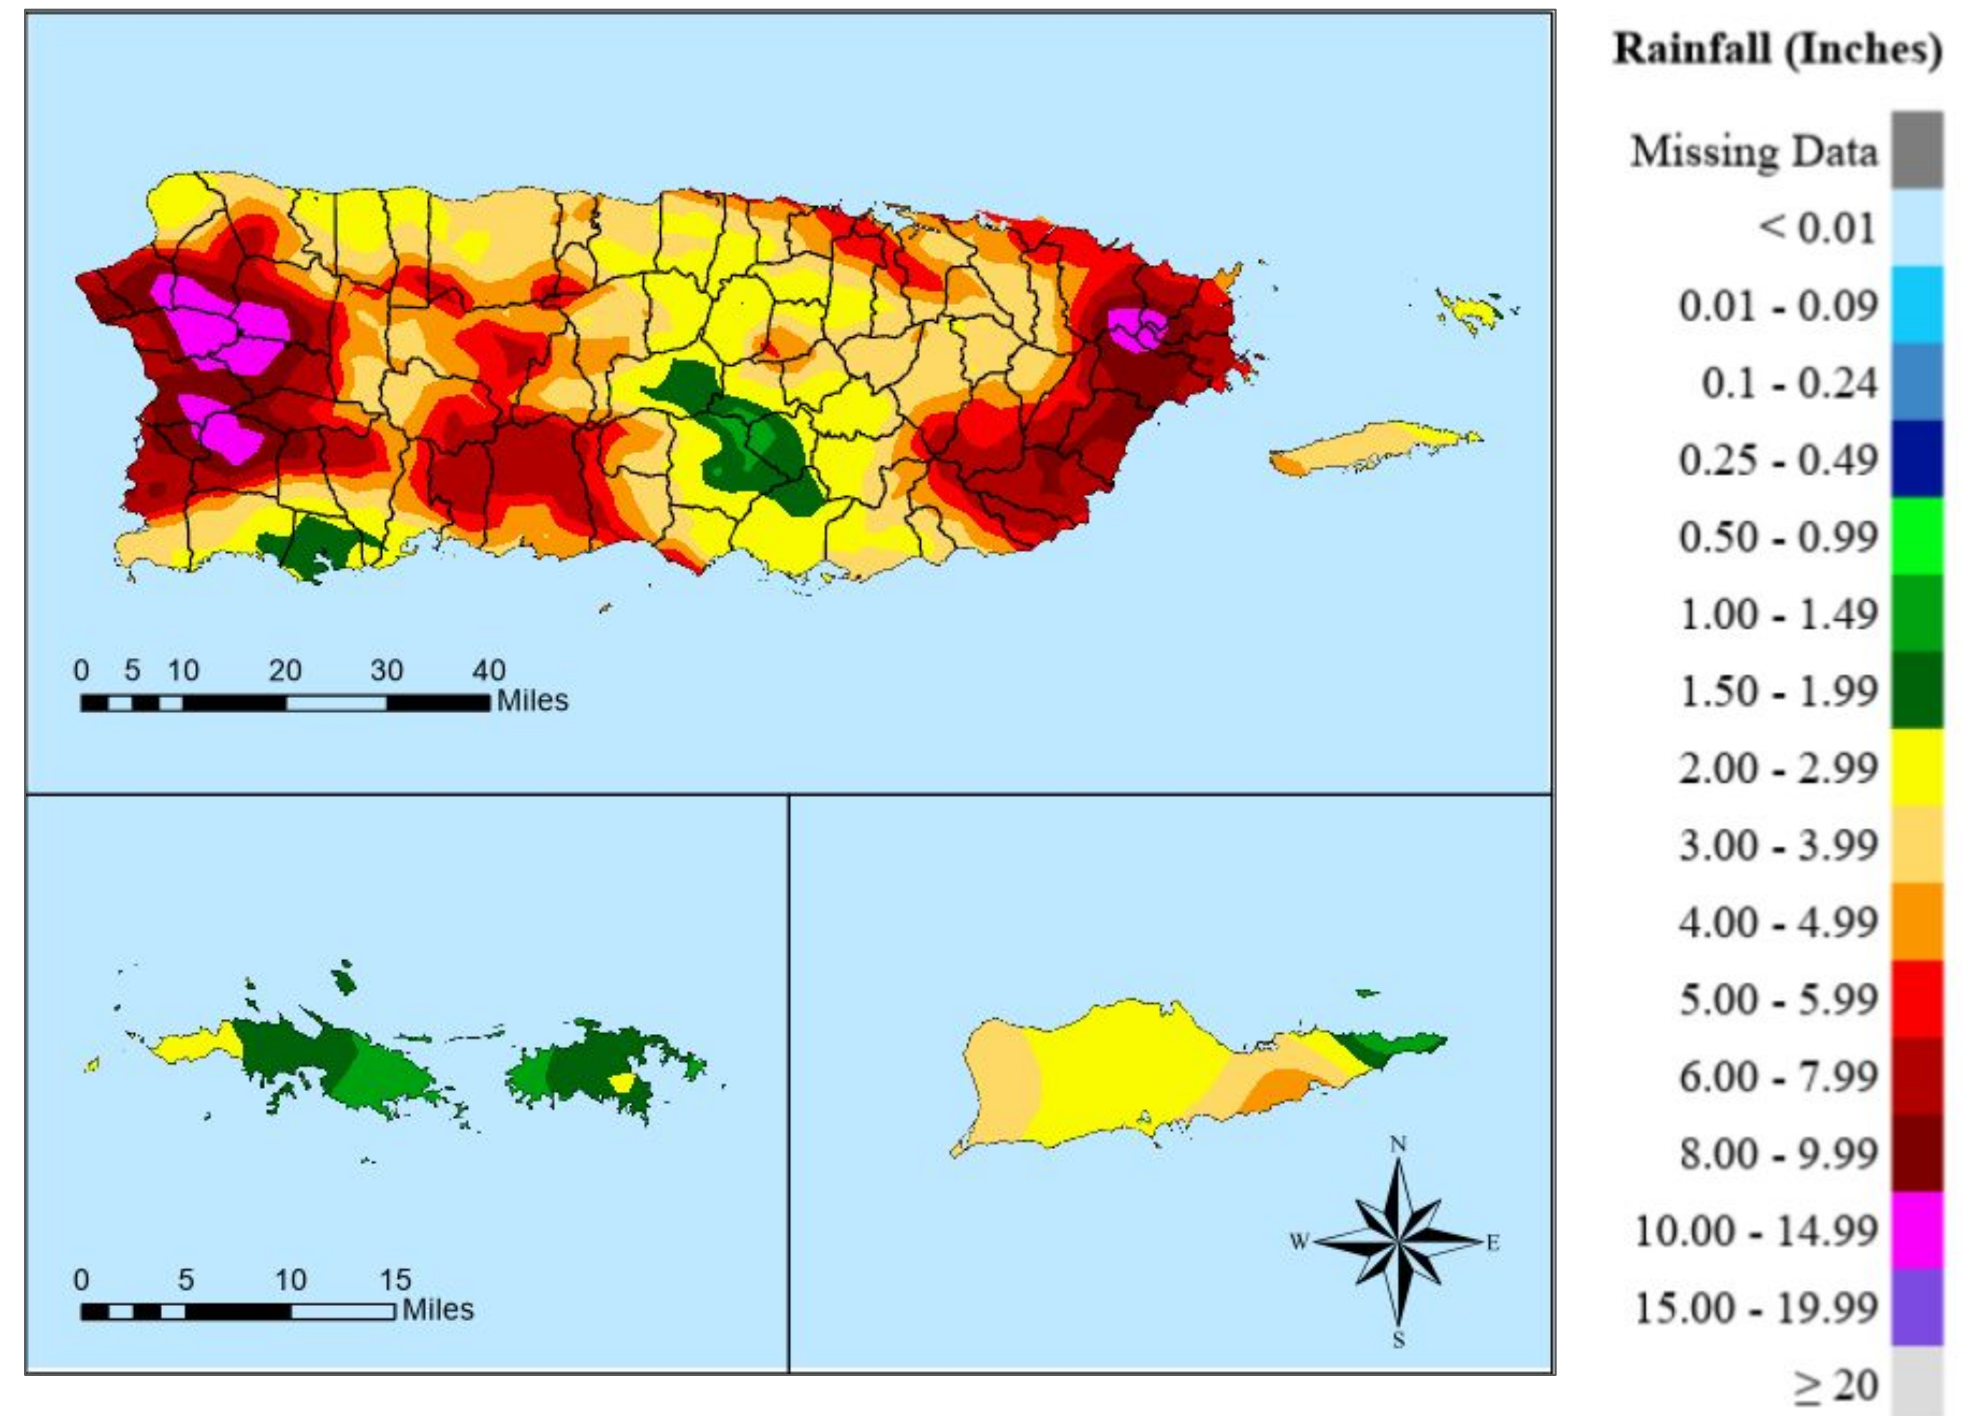 Rainfall (Inches)
Missing Data
< 0.01
0.01 - 0.09
0.1 - 0.24
0.25 - 0.49
0.50 - 0.99
1.00 - 1.49
1.50 - 1.99
2.00 - 2.99
3.00 - 3.99
4.00 - 4.99
5.00 - 5.99
6.00 - 7.99
8.00 - 9.99
10.00 - 14.99
15.00 - 19.99
≥ 20
0 5 10 20 30 40
Miles
0 5 10 15
Miles
N
W E
S